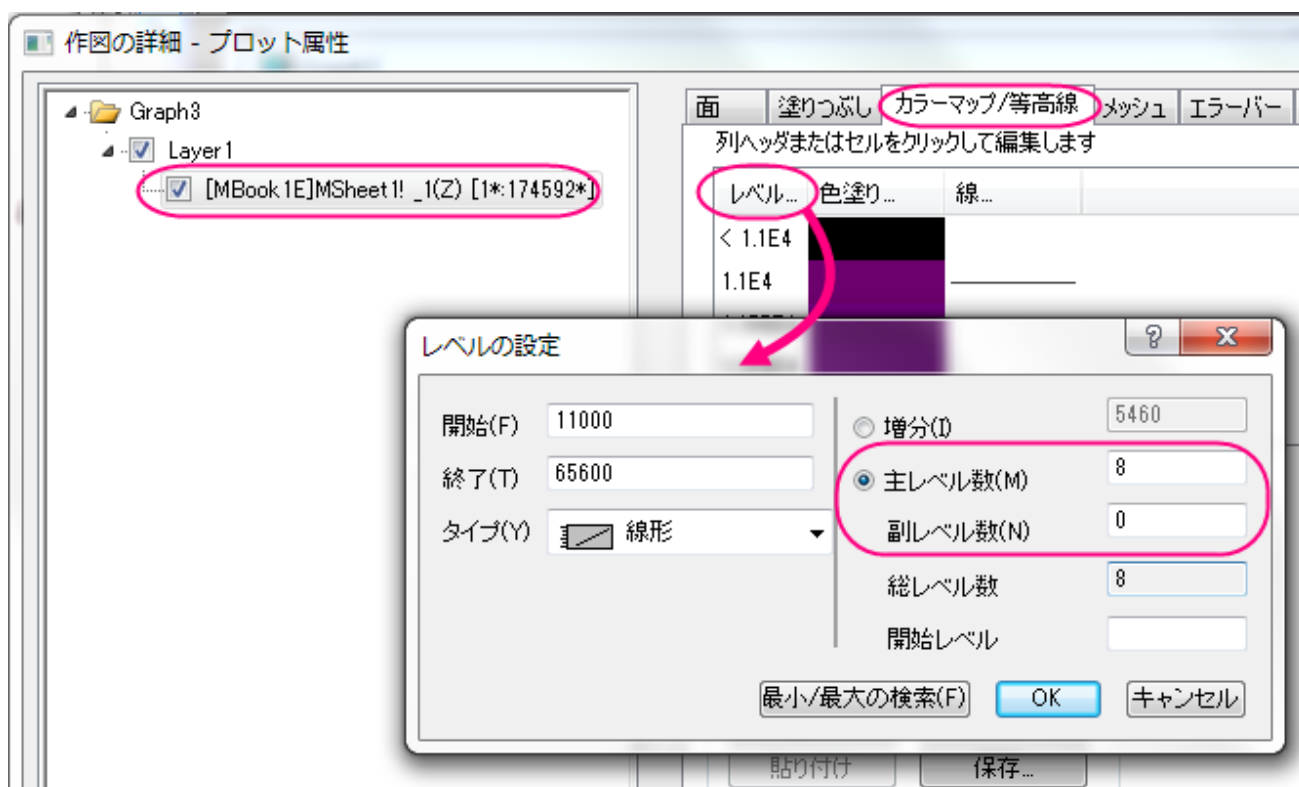 作図の詳細 - プロット属性
Graph3
Layer1
[MBook1E]MSheet1! _1(Z) [1*:174592*]
面 塗りつぶし カラーマップ/等高線 メッシュ エラーバー
列ヘッダまたはセルをクリックして編集します
レベル... 色塗り... 線...
< 1.1E4
1.1E4
レベルの設定
開始(F) 11000
終了(T) 65600
タイプ(Y) 線形
増分(I) 5460
主レベル数(M) 8
副レベル数(N) 0
総レベル数 8
開始レベル
最小/最大の検索(F) OK キャンセル
貼り付け 保存...